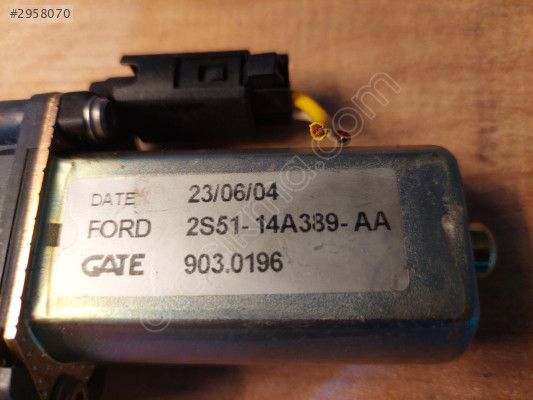 #2958070
DATE 23/06/04
FORD 2S51-14A389-AA
GATE 903.0196